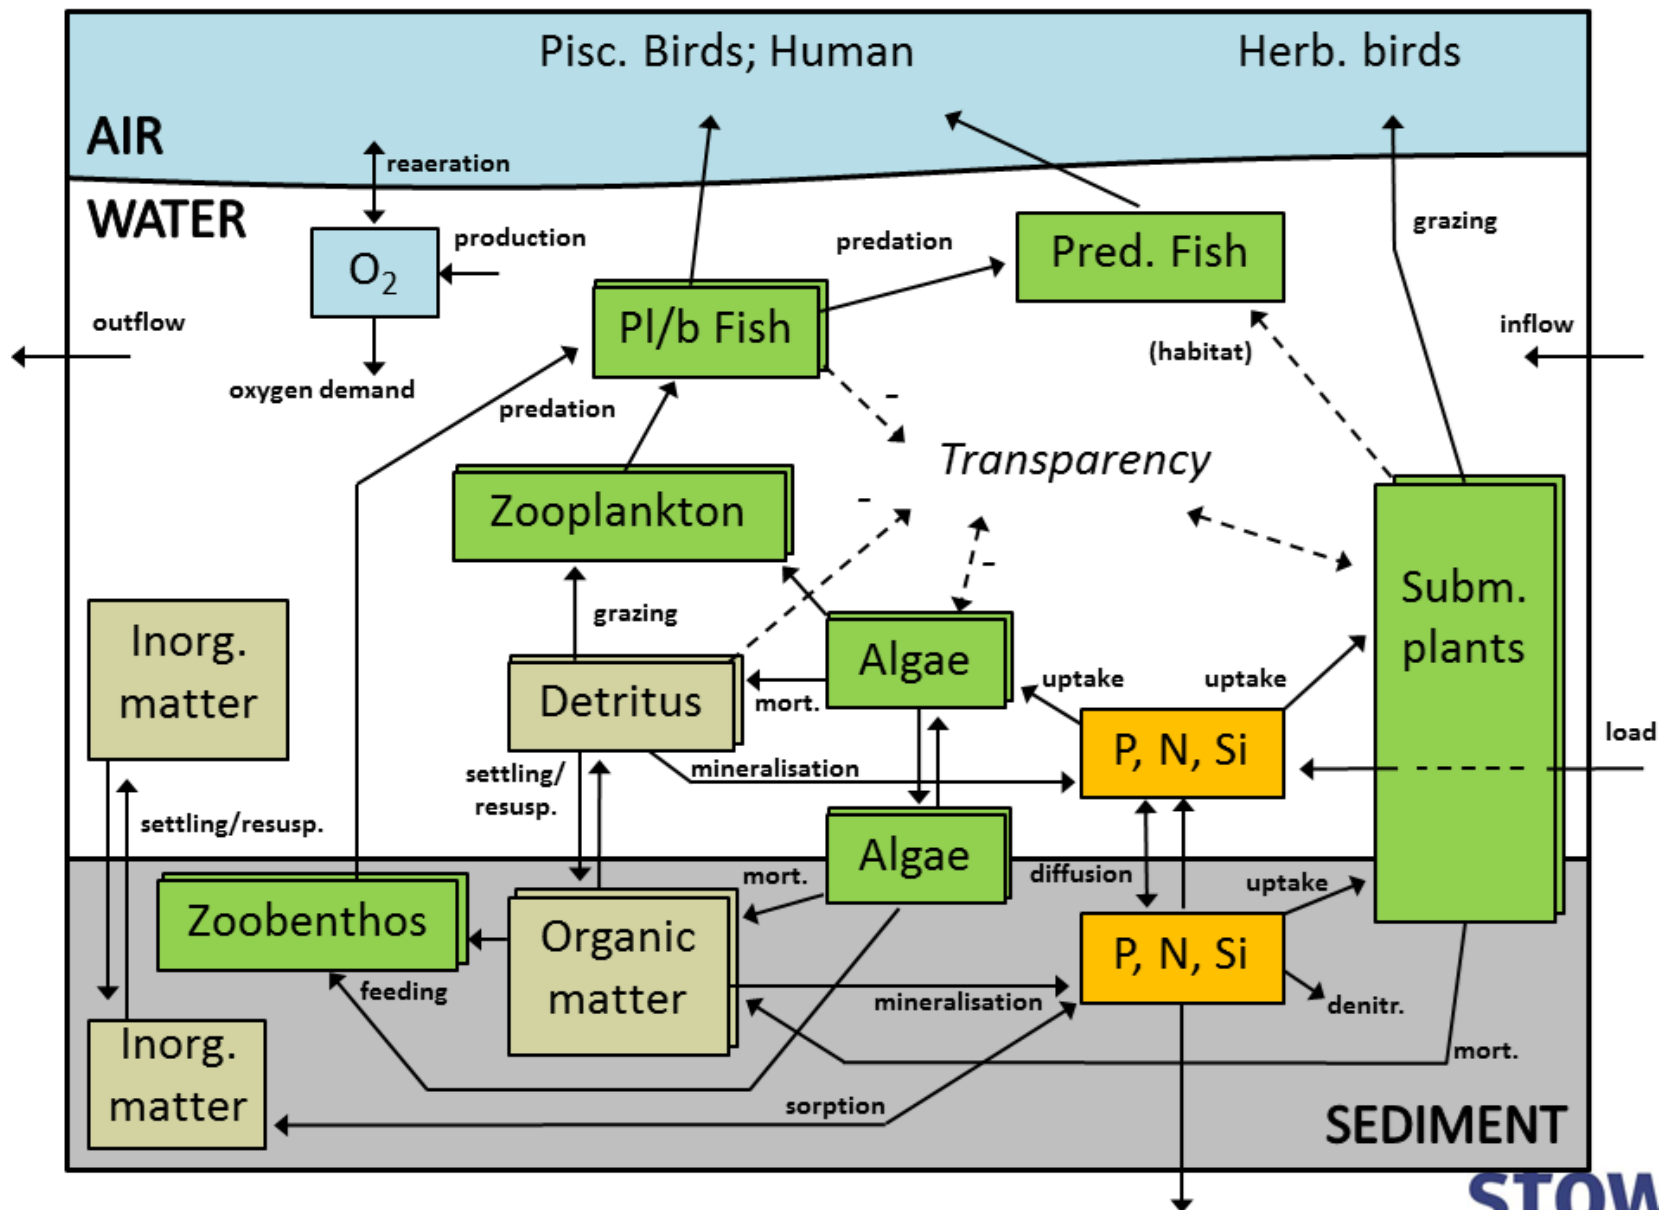 Pisc. Birds; Human
Herb. birds
AIR
reaeration
WATER
O₂
production
predation
Pred. Fish
grazing
outflow
Pl/b Fish
inflow
(habitat)
oxygen demand
predation
-
Transparency
Zooplankton
-
-
grazing
Subm.
plants
Inorg.
matter
Algae
Detritus
mort.
uptake
uptake
P, N, Si
load
settling/
resusp.
mineralisation
settling/resusp.
Algae
mort.
diffusion
uptake
Zoobenthos
Organic
matter
P, N, Si
feeding
mineralisation
denitr.
Inorg.
matter
mort.
sorption
SEDIMENT
STOW